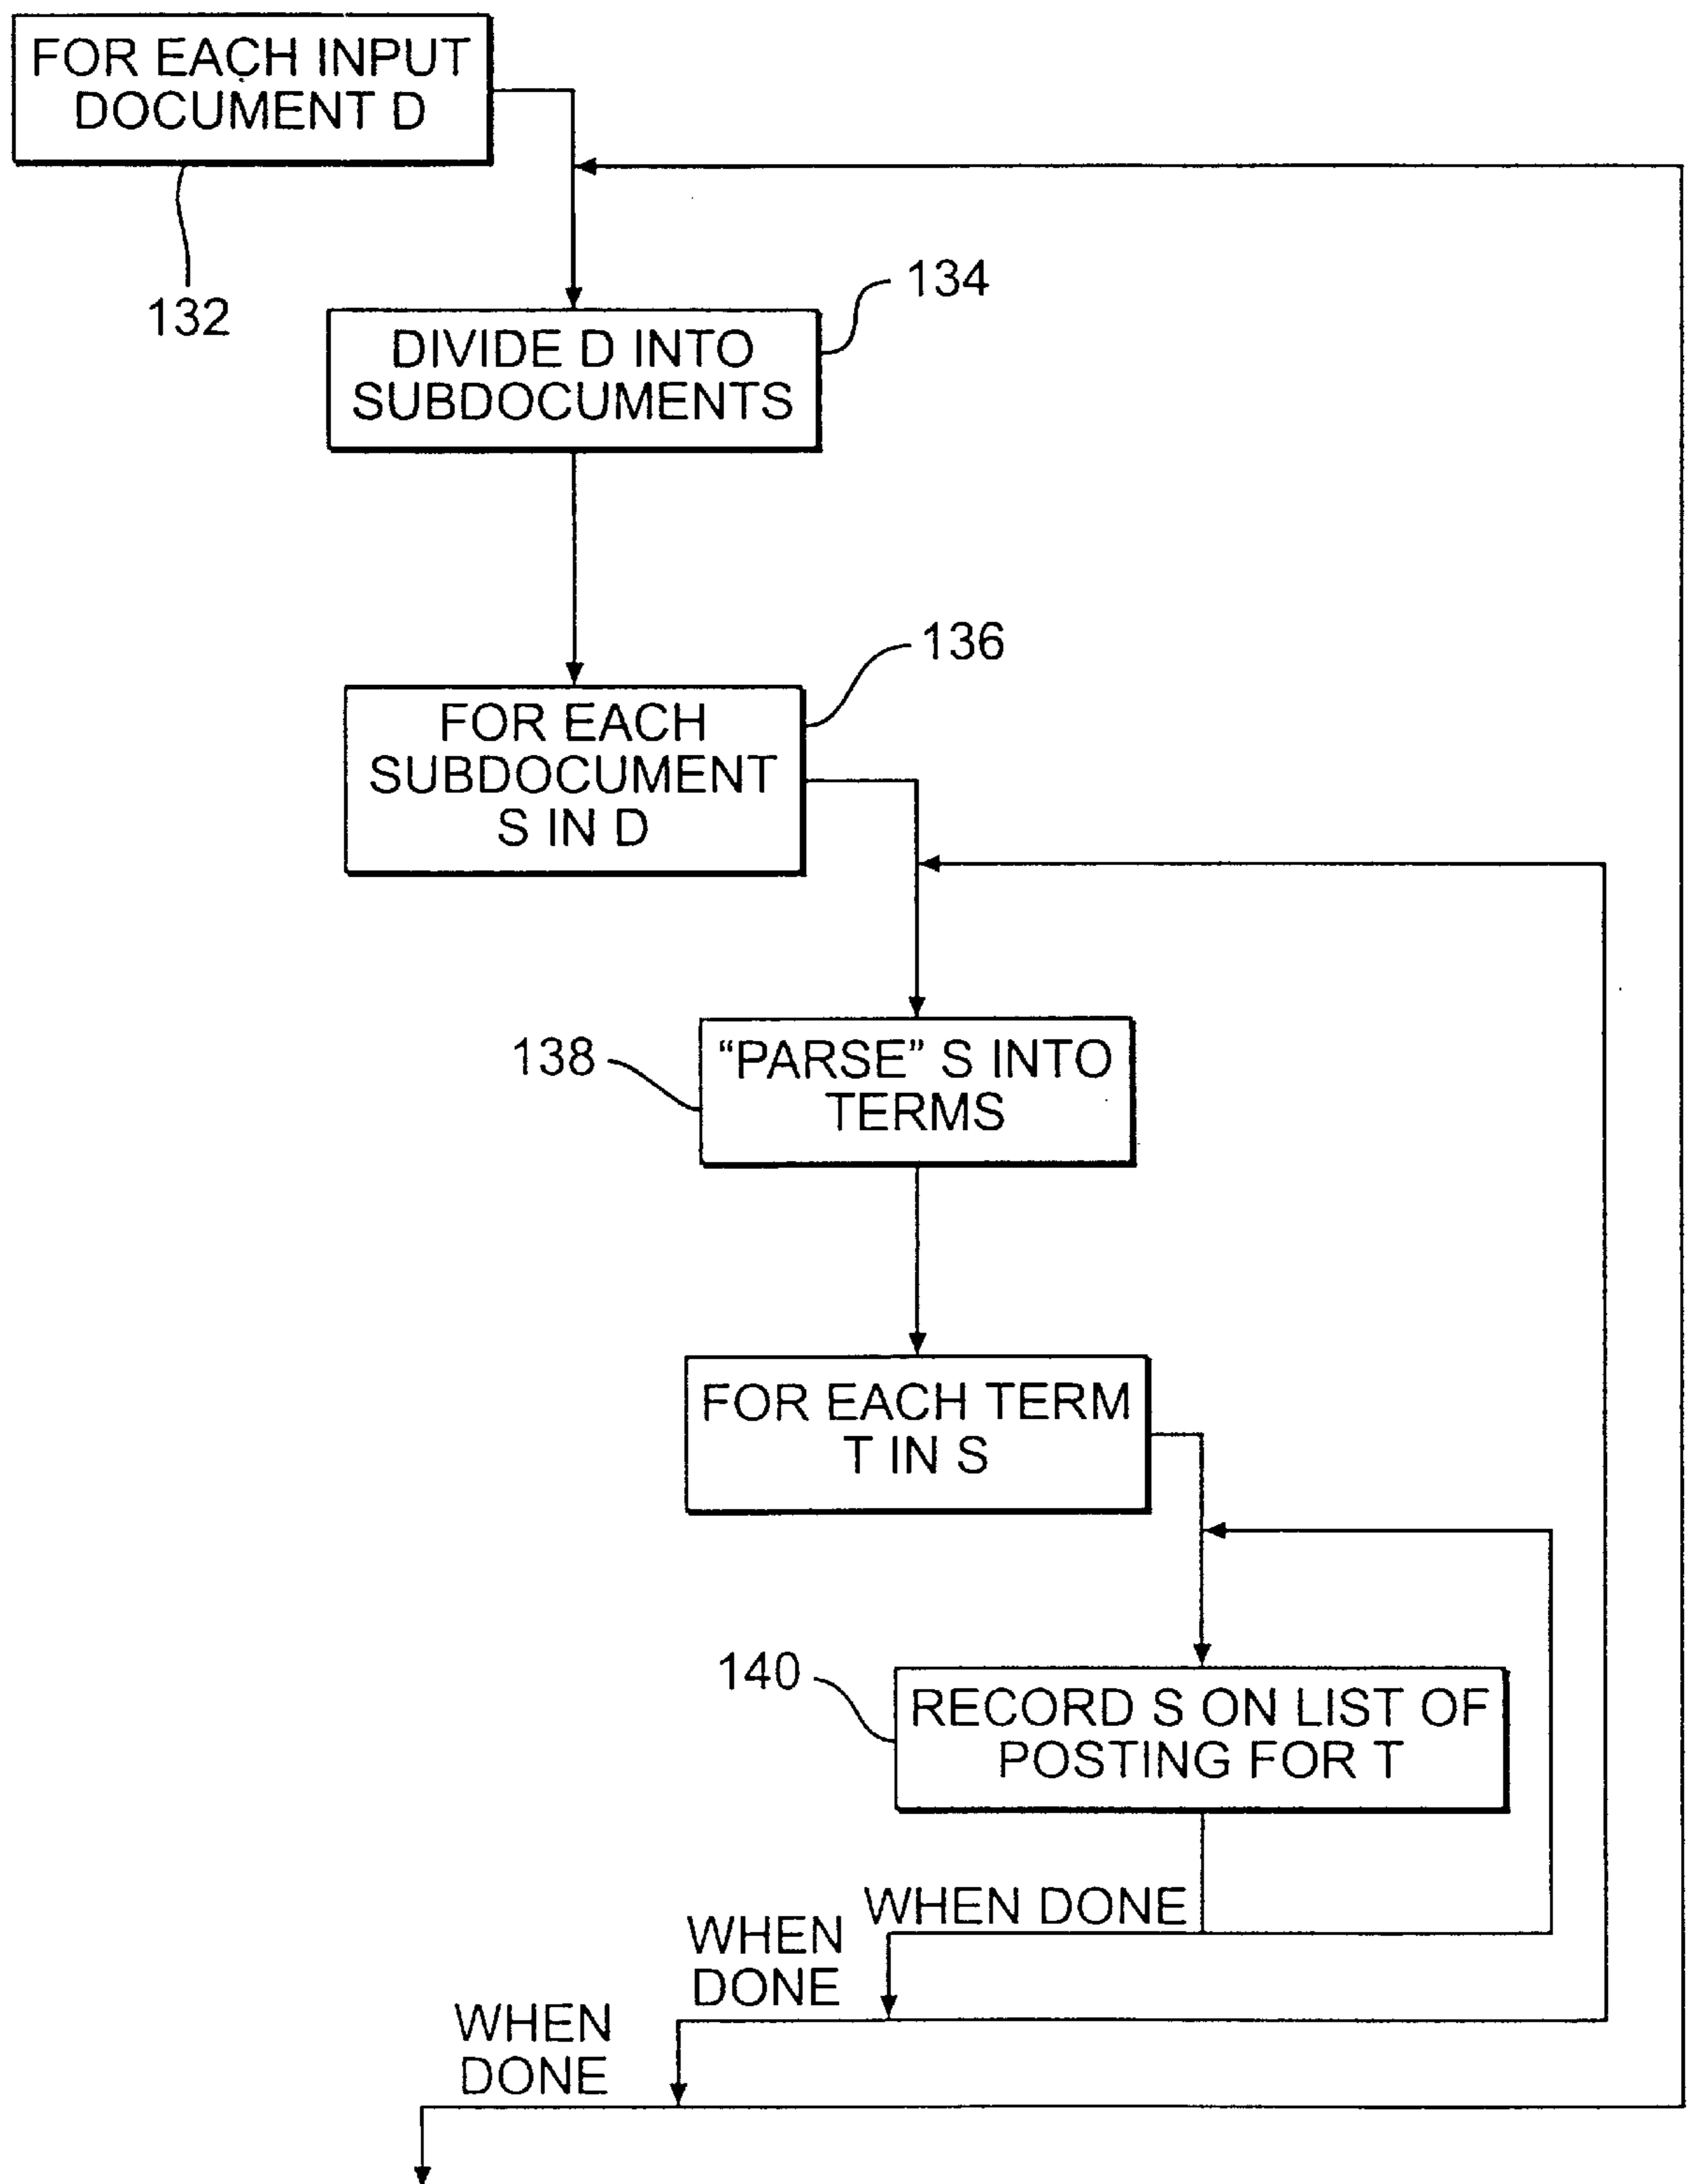 FOR EACH INPUT
DOCUMENT D
132
134
DIVIDE D INTO
SUBDOCUMENTS
136
FOR EACH
SUBDOCUMENT
S IN D
138
“PARSE” S INTO
TERMS
FOR EACH TERM
T IN S
140
RECORD S ON LIST OF
POSTING FOR T
WHEN DONE
WHEN
DONE
WHEN
DONE